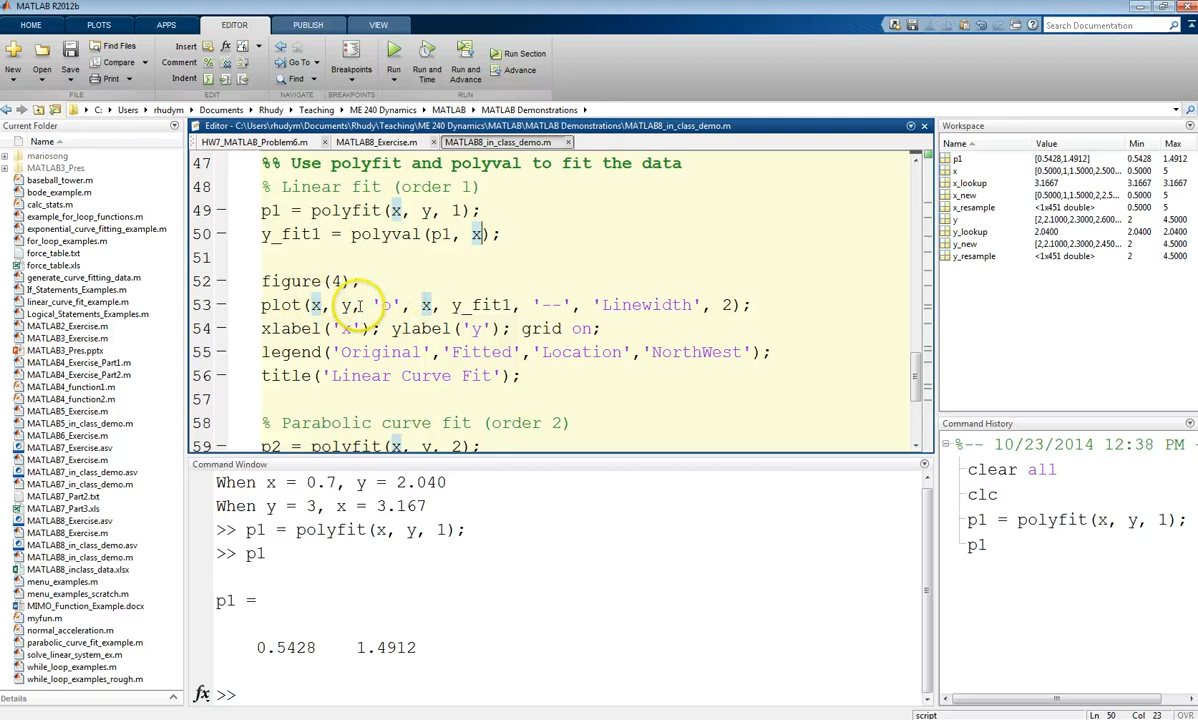 MATLAB R2012b
HOME PLOTS APPS EDITOR PUBLISH VIEW
Search Documentation
New Open Save Find Files Compare Print
Insert Comment Indent
Go To Find
Breakpoints Run Run and Time Run and Advance Run Section Advance
FILE EDIT NAVIGATE BREAKPOINTS RUN
C: Users rhudym Documents Rhudy Teaching ME 240 Dynamics MATLAB MATLAB Demonstrations
Current Folder
Name
mariosong
MATLAB3_Pres
baseball_tower.m
bode_example.m
calc_stats.m
example_for_loop_functions.m
exponential_curve_fitting_example.m
for_loop_examples.m
force_table.txt
force_table.xls
generate_curve_fitting_data.m
If_Statements_Examples.m
linear_curve_fit_example.m
Logical_Statements_Examples.m
MATLAB2_Exercise.m
MATLAB3_Exercise.m
MATLAB3_Pres.pptx
MATLAB4_Exercise_Part1.m
MATLAB4_Exercise_Part2.m
MATLAB4_function1.m
MATLAB4_function2.m
MATLAB5_Exercise.m
MATLAB6_Exercise.m
MATLAB7_Exercise.asv
MATLAB7_Exercise.m
MATLAB7_in_class_demo.asv
MATLAB7_in_class_demo.m
MATLAB7_Part2.txt
MATLAB7_Part3.xls
MATLAB8_Exercise.asv
MATLAB8_Exercise.m
MATLAB8_in_class_demo.asv
MATLAB8_in_class_demo.m
MATLAB8_inclass_data.xlsx
menu_examples.m
menu_examples_scratch.m
MIMO_Function_Example.docx
myfun.m
normal_acceleration.m
parabolic_curve_fit_example.m
solve_linear_system_ex.m
while_loop_examples.m
while_loop_examples_rough.m
Details
Editor - C:\Users\rhudym\Documents\Rhudy\Teaching\ME 240 Dynamics\MATLAB\MATLAB Demonstrations\MATLAB8_in_class_demo.m
HW7_MATLAB_Problem6.m MATLAB8_Exercise.m MATLAB8_in_class_demo.m
47 %% Use polyfit and polyval to fit the data
48 % Linear fit (order 1)
49 p1 = polyfit(x, y, 1);
50 y_fit1 = polyval(p1, x);
51
52 figure(4);
53 plot(x, y, 'o', x, y_fit1, '--', 'Linewidth', 2);
54 xlabel('x'); ylabel('y'); grid on;
55 legend('Original','Fitted','Location','NorthWest');
56 title('Linear Curve Fit');
57
58 % Parabolic curve fit (order 2)
59 p2 = polyfit(x, y, 2);
Command Window
When x = 0.7, y = 2.040
When y = 3, x = 3.167
>> p1 = polyfit(x, y, 1);
>> p1
p1 =
0.5428 1.4912
fx >>
Workspace
Name Value Min Max
p1 [0.5428,1.4912] 0.5428 1.4912
x [0.5000,1,1.5000,2.50... 0.5000 5
x_lookup 3.1667 3.1667 3.1667
x_new [0.5000,1,1.5000,2.50... 0.5000 5
x_resample <1x451 double> 0.5000 5
y [2,2.1000,2.3000,2.600... 2 4.5000
y_lookup 2.0400 2.0400 2.0400
y_new [2,2.1000,2.3000,2.600... 2 4.5000
y_resample <1x451 double> 2 4.5000
Command History
%-- 10/23/2014 12:38 PM --
clear all
clc
p1 = polyfit(x, y, 1);
p1
script Ln 50 Col 23 OVR